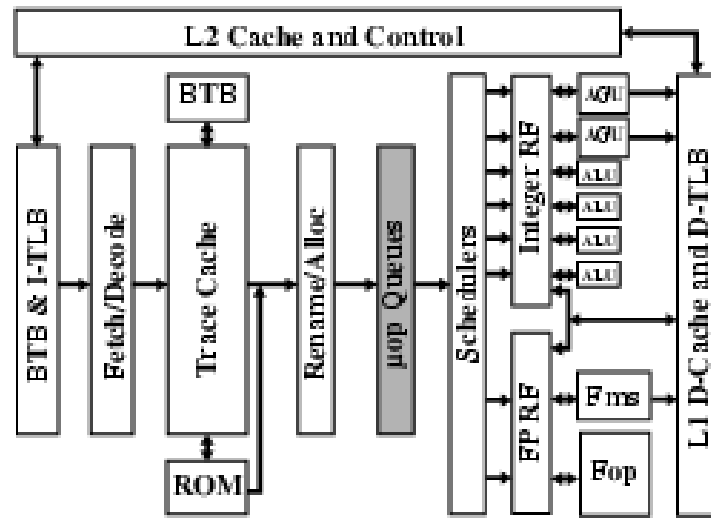 L2 Cache and Control
BTB
BTB & I-TLB
Fetch/Decode
Trace Cache
ROM
Rename/Alloc
µop Queues
Schedulers
Integer RF
FP RF
AGU
AGU
ALU
ALU
ALU
ALU
Fms
Fop
L1 D-Cache and D-TLB